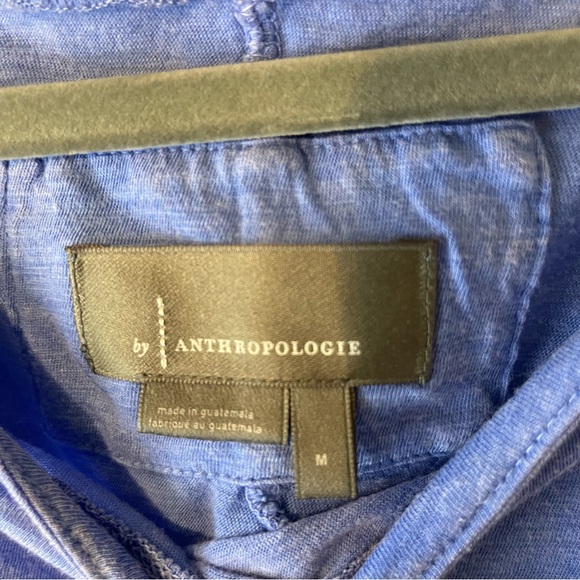 by ANTHROPOLOGIE
made in guatemala
fabriqué au guatemala
M